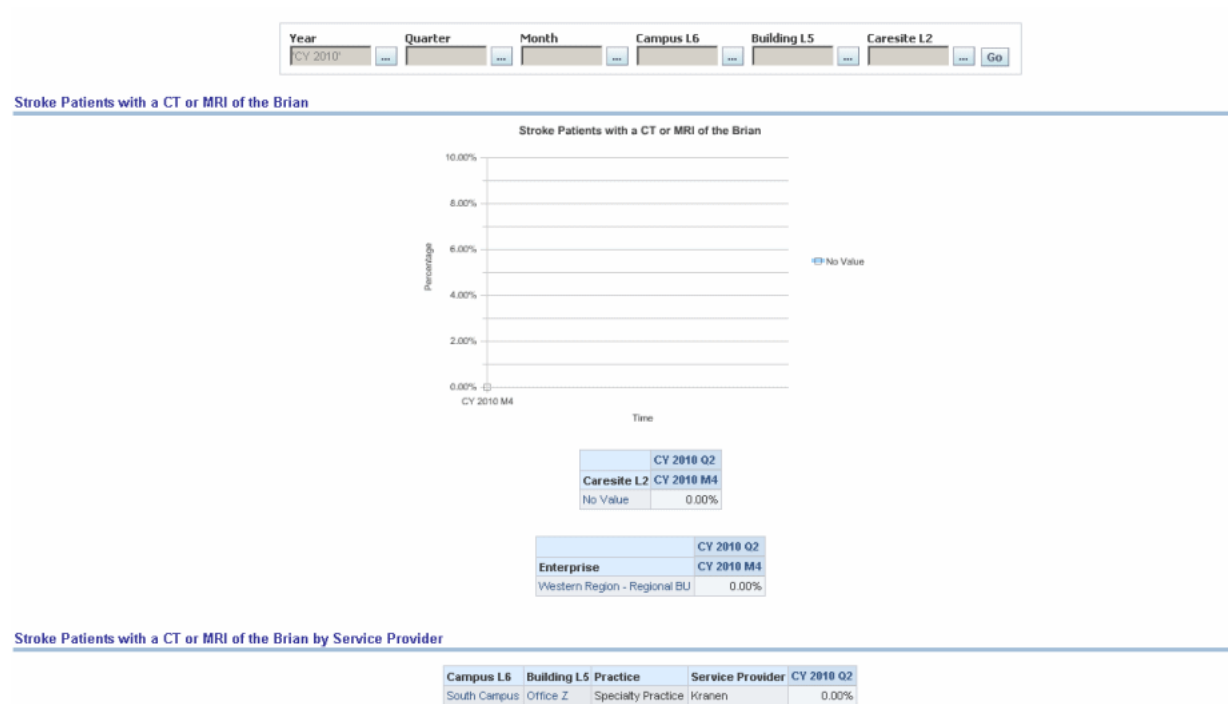 Year Quarter Month Campus L6 Building L5 Caresite L2
'CY 2010' ... ... ... ... ... ... Go
Stroke Patients with a CT or MRI of the Brian
Stroke Patients with a CT or MRI of the Brian
10.00%
8.00%
6.00%
4.00%
2.00%
0.00%
Percentage
No Value
CY 2010 M4
Time
CY 2010 Q2
Caresite L2 CY 2010 M4
No Value 0.00%
CY 2010 Q2
Enterprise CY 2010 M4
Western Region - Regional BU 0.00%
Stroke Patients with a CT or MRI of the Brian by Service Provider
Campus L6 Building L5 Practice Service Provider CY 2010 Q2
South Campus Office Z Specialty Practice Kranen 0.00%